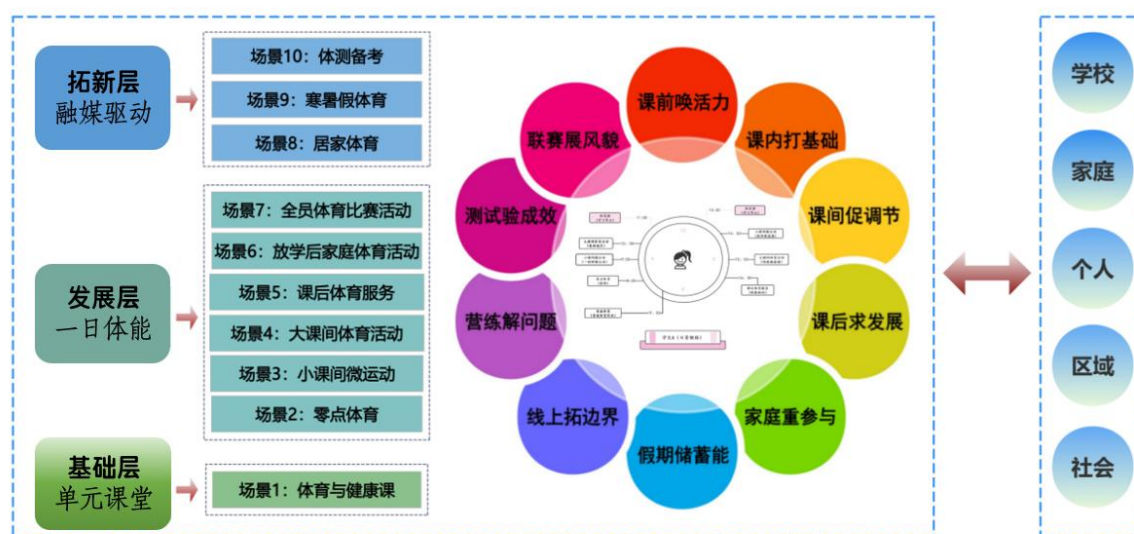 拓新层
融媒驱动
场景10：体测备考
场景9：寒暑假体育
场景8：居家体育
发展层
一日体能
场景7：全员体育比赛活动
场景6：放学后家庭体育活动
场景5：课后体育服务
场景4：大课间体育活动
场景3：小课间微运动
场景2：零点体育
基础层
单元课堂
场景1：体育与健康课
课前唤活力
课内打基础
课间促调节
课后求发展
家庭重参与
假期储蓄能
线上拓边界
营练解问题
测试验成效
联赛展风貌
学校
家庭
个人
区域
社会